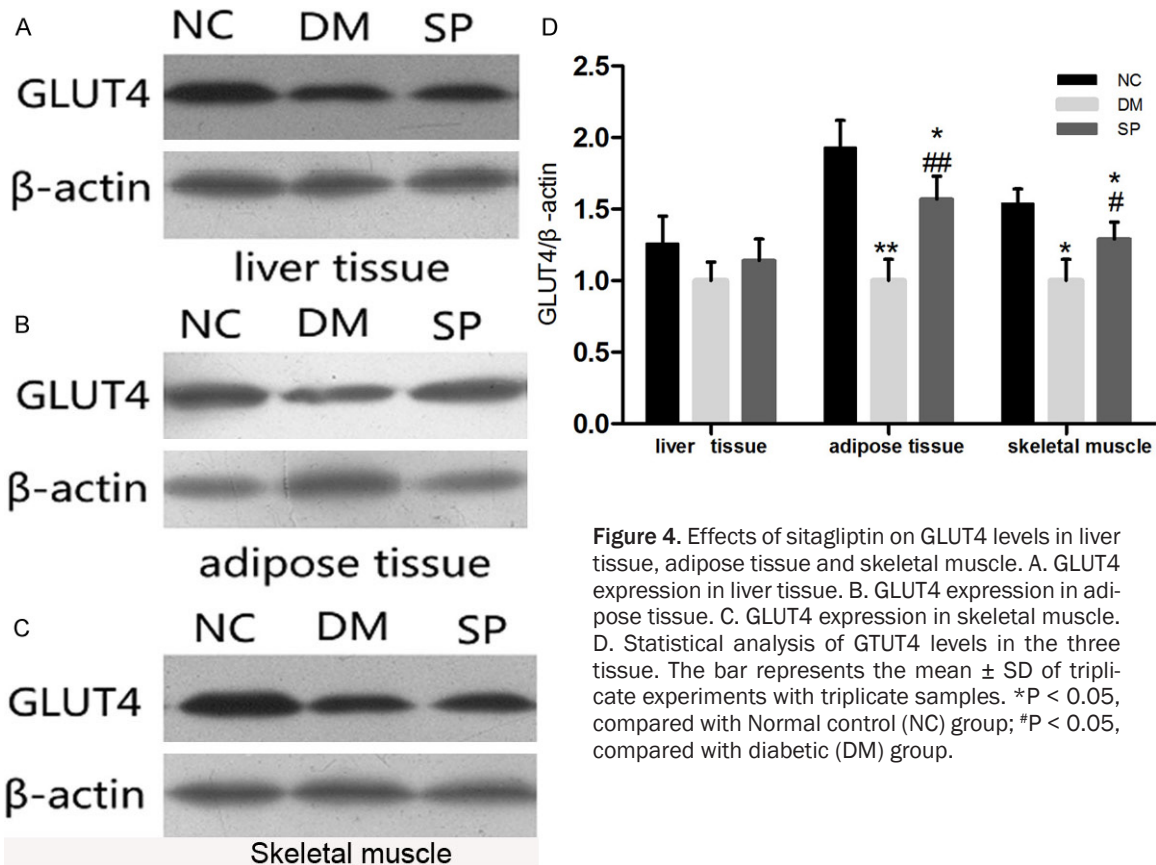 A
NC DM SP
GLUT4
β-actin
liver tissue
B
NC DM SP
GLUT4
β-actin
adipose tissue
C
NC DM SP
GLUT4
β-actin
Skeletal muscle
D
GLUT4/β -actin
2.5
2.0
1.5
1.0
0.5
0.0
NC
DM
SP
** * ##
* * #
liver tissue adipose tissue skeletal muscle
Figure 4. Effects of sitagliptin on GLUT4 levels in liver
tissue, adipose tissue and skeletal muscle. A. GLUT4
expression in liver tissue. B. GLUT4 expression in adi-
pose tissue. C. GLUT4 expression in skeletal muscle.
D. Statistical analysis of GTUT4 levels in the three
tissue. The bar represents the mean ± SD of tripli-
cate experiments with triplicate samples. *P < 0.05,
compared with Normal control (NC) group; #P < 0.05,
compared with diabetic (DM) group.